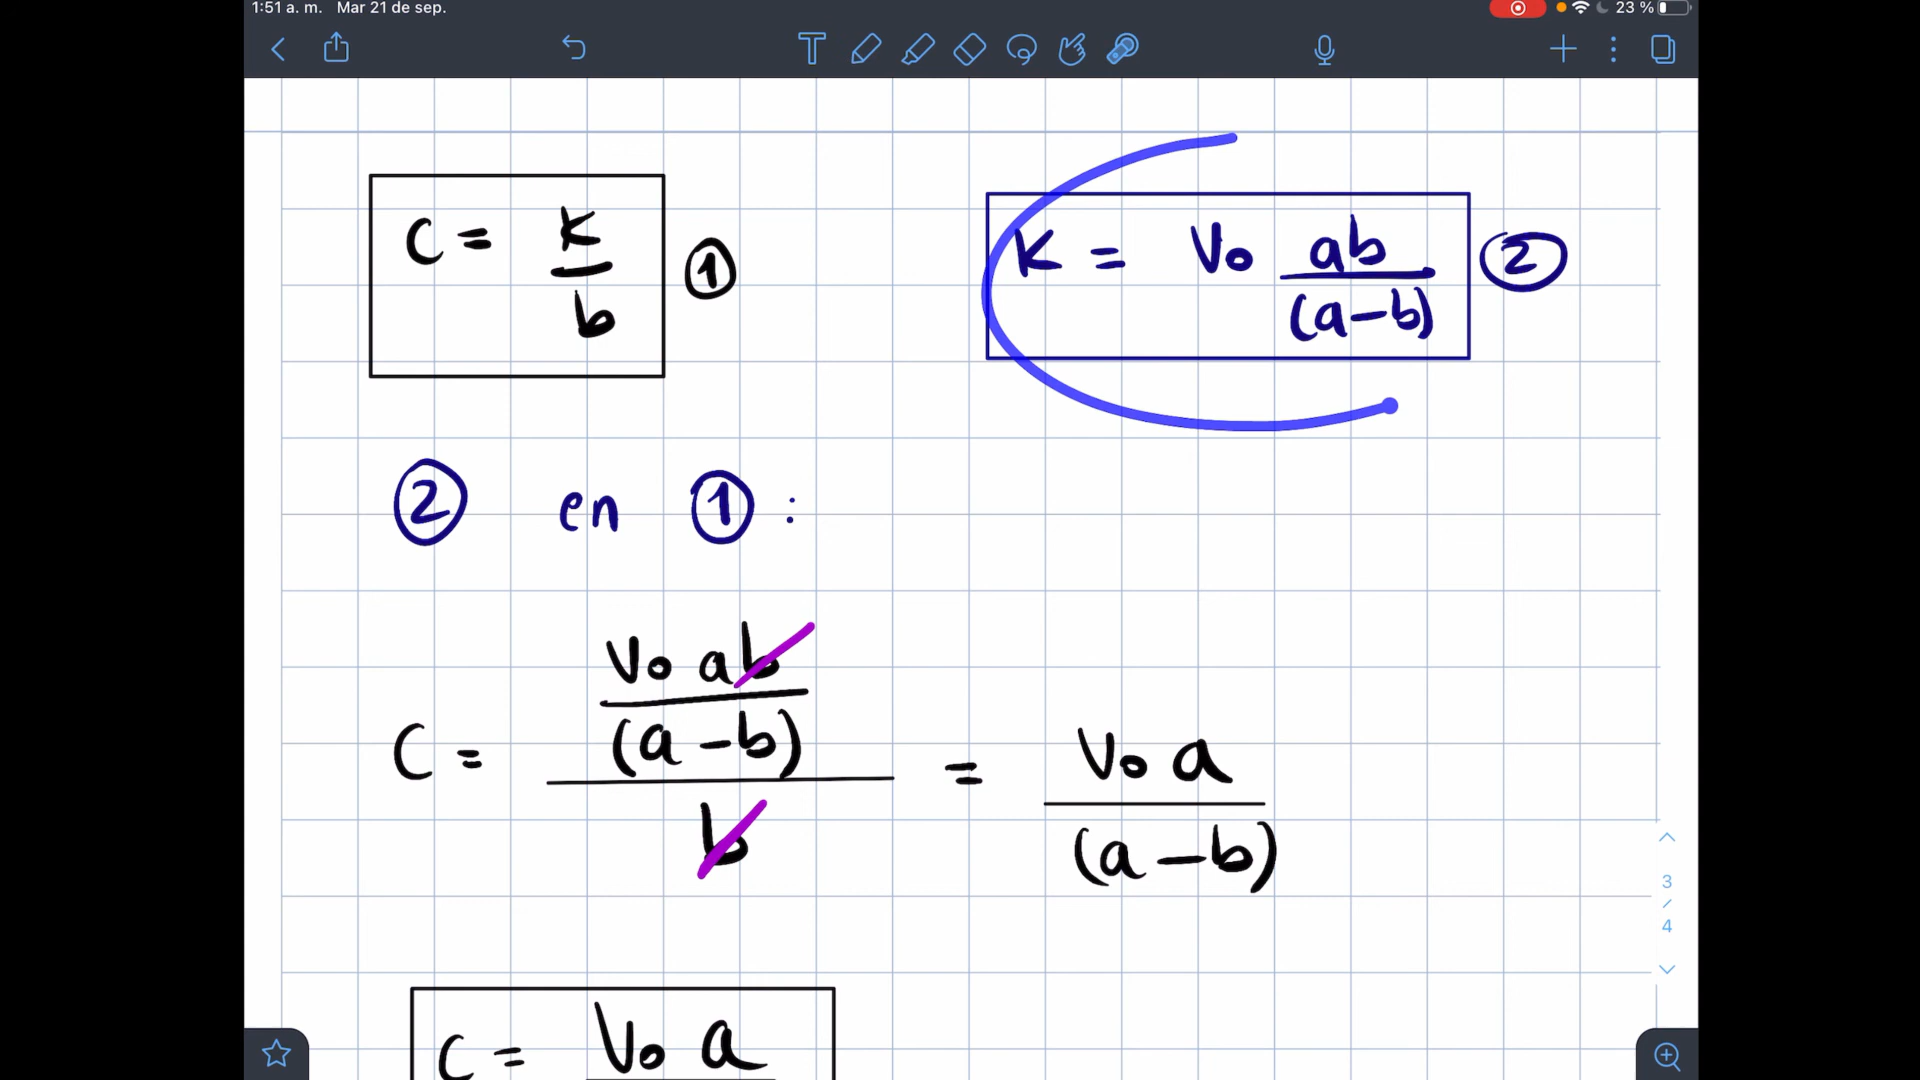 1:51 a. m. Mar 21 de sep. 23 %
C = k/b ①
K = Vo ab/(a-b) ②
② en ① :
C = (Vo ab/(a-b))/b = Vo a/(a-b)
3
/
4
C = Vo a